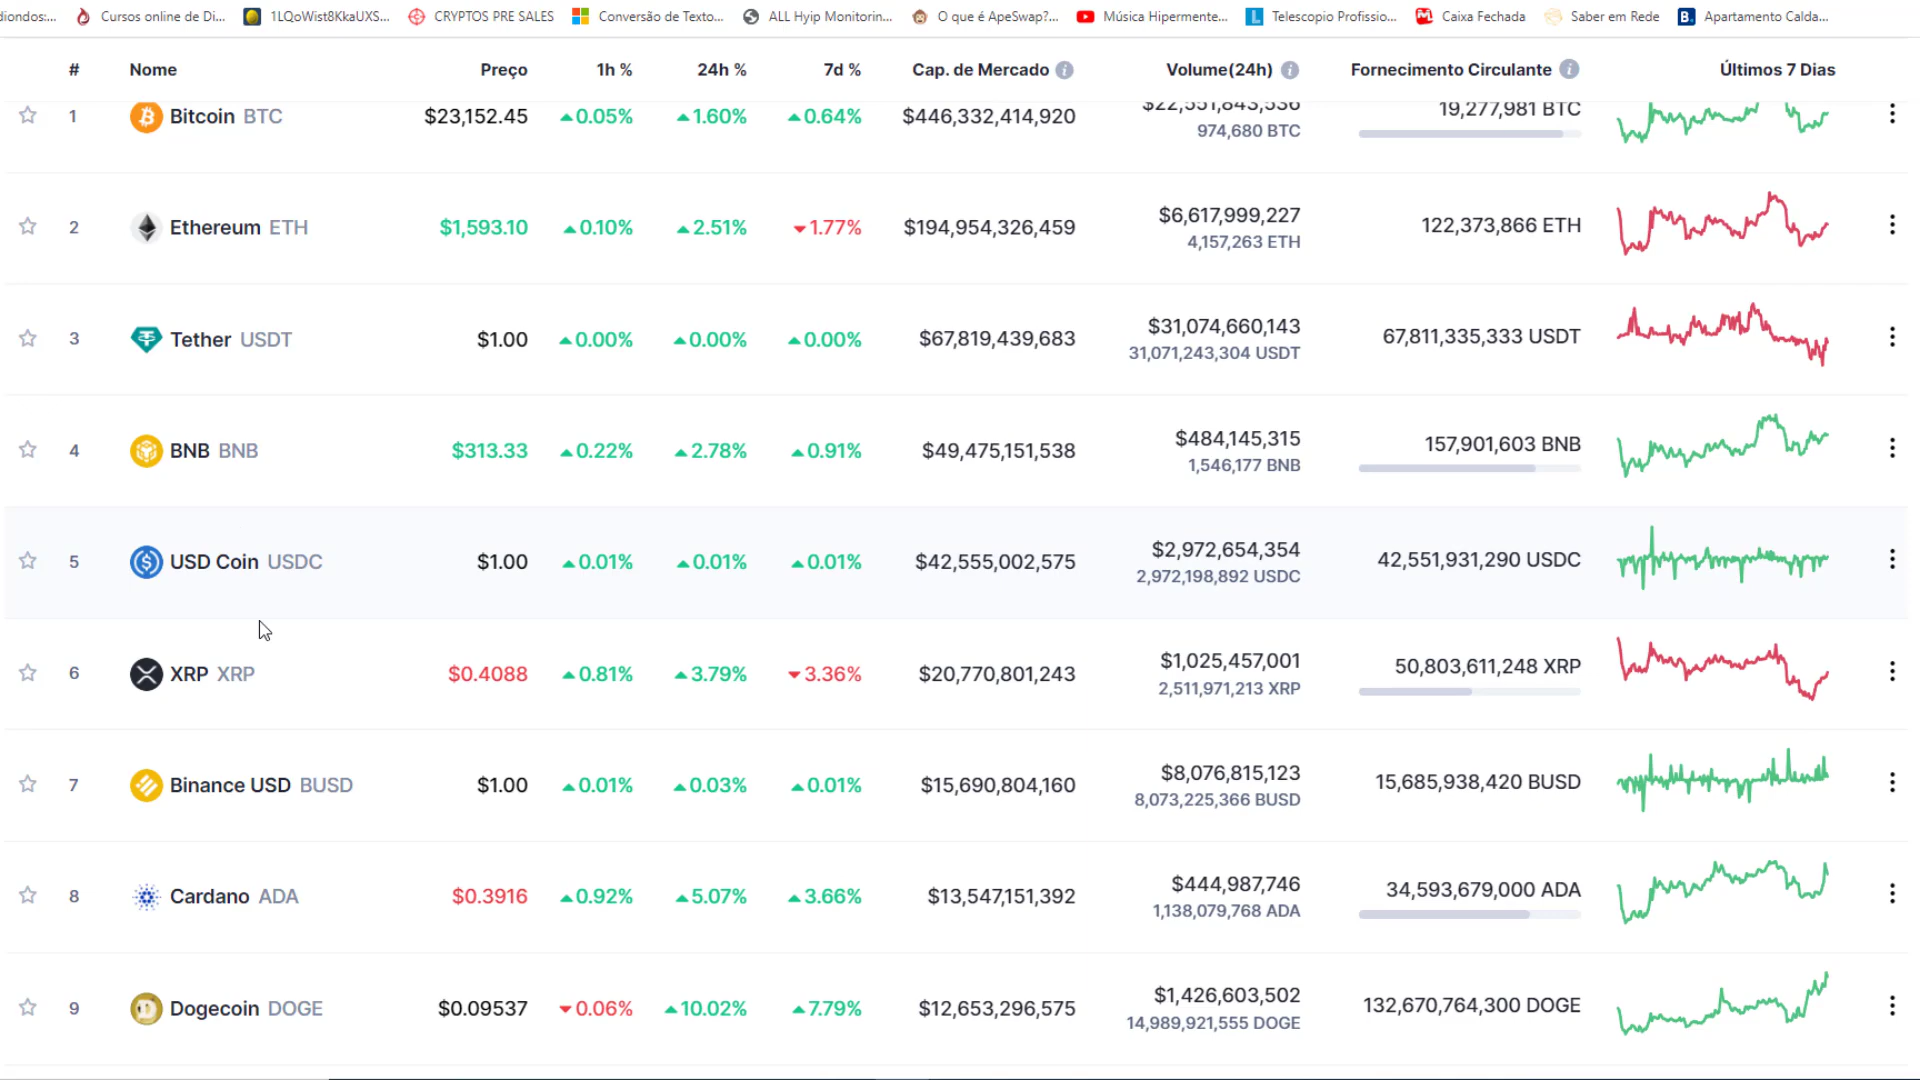 diondos:... Cursos online de Di... 1LQoWist8KkaUXS... CRYPTOS PRE SALES Conversão de Texto... ALL Hyip Monitorin... O que é ApeSwap?... Música Hipermente... Telescopio Profissio... Caixa Fechada Saber em Rede B. Apartamento Calda...
# Nome Preço 1h % 24h % 7d % Cap. de Mercado Volume(24h) Fornecimento Circulante Últimos 7 Dias
1 Bitcoin BTC $23,152.45 0.05% 1.60% 0.64% $446,332,414,920 $22,551,843,536 19,277,981 BTC
974,680 BTC
2 Ethereum ETH $1,593.10 0.10% 2.51% 1.77% $194,954,326,459 $6,617,999,227 122,373,866 ETH
4,157,263 ETH
3 Tether USDT $1.00 0.00% 0.00% 0.00% $67,819,439,683 $31,074,660,143 67,811,335,333 USDT
31,071,243,304 USDT
4 BNB BNB $313.33 0.22% 2.78% 0.91% $49,475,151,538 $484,145,315 157,901,603 BNB
1,546,177 BNB
5 USD Coin USDC $1.00 0.01% 0.01% 0.01% $42,555,002,575 $2,972,654,354 42,551,931,290 USDC
2,972,198,892 USDC
6 XRP XRP $0.4088 0.81% 3.79% 3.36% $20,770,801,243 $1,025,457,001 50,803,611,248 XRP
2,511,971,213 XRP
7 Binance USD BUSD $1.00 0.01% 0.03% 0.01% $15,690,804,160 $8,076,815,123 15,685,938,420 BUSD
8,073,225,366 BUSD
8 Cardano ADA $0.3916 0.92% 5.07% 3.66% $13,547,151,392 $444,987,746 34,593,679,000 ADA
1,138,079,768 ADA
9 Dogecoin DOGE $0.09537 0.06% 10.02% 7.79% $12,653,296,575 $1,426,603,502 132,670,764,300 DOGE
14,989,921,555 DOGE